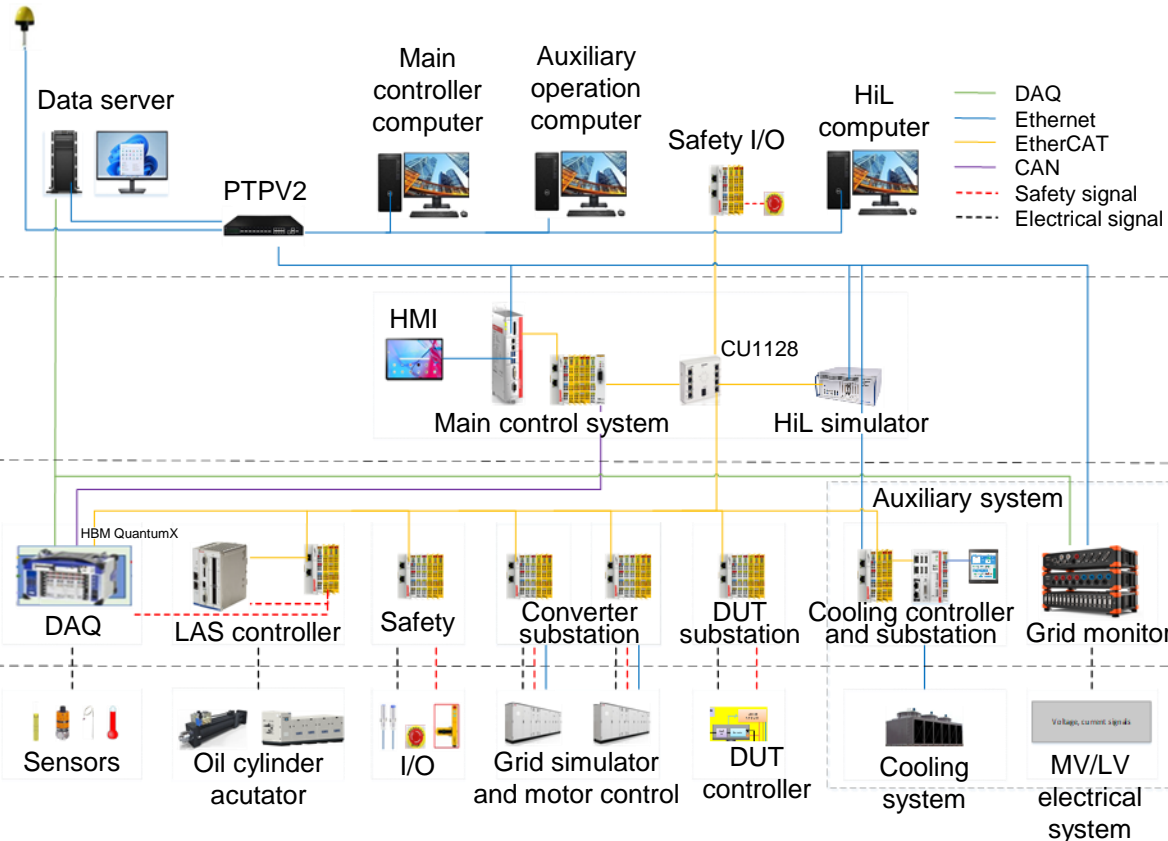 Data server
PTPV2
Main
controller
computer
Auxiliary
operation
computer
Safety I/O
HiL
computer
DAQ
Ethernet
EtherCAT
CAN
Safety signal
Electrical signal
HMI
Main control system
CU1128
HiL simulator
Auxiliary system
HBM QuantumX
DAQ
LAS controller
Safety
Converter
substation
DUT
substation
Cooling controller
and substation
Grid monitor
Sensors
Oil cylinder
acutator
I/O
Grid simulator
and motor control
DUT
controller
Cooling
system
Voltage, current signals
MV/LV
electrical
system